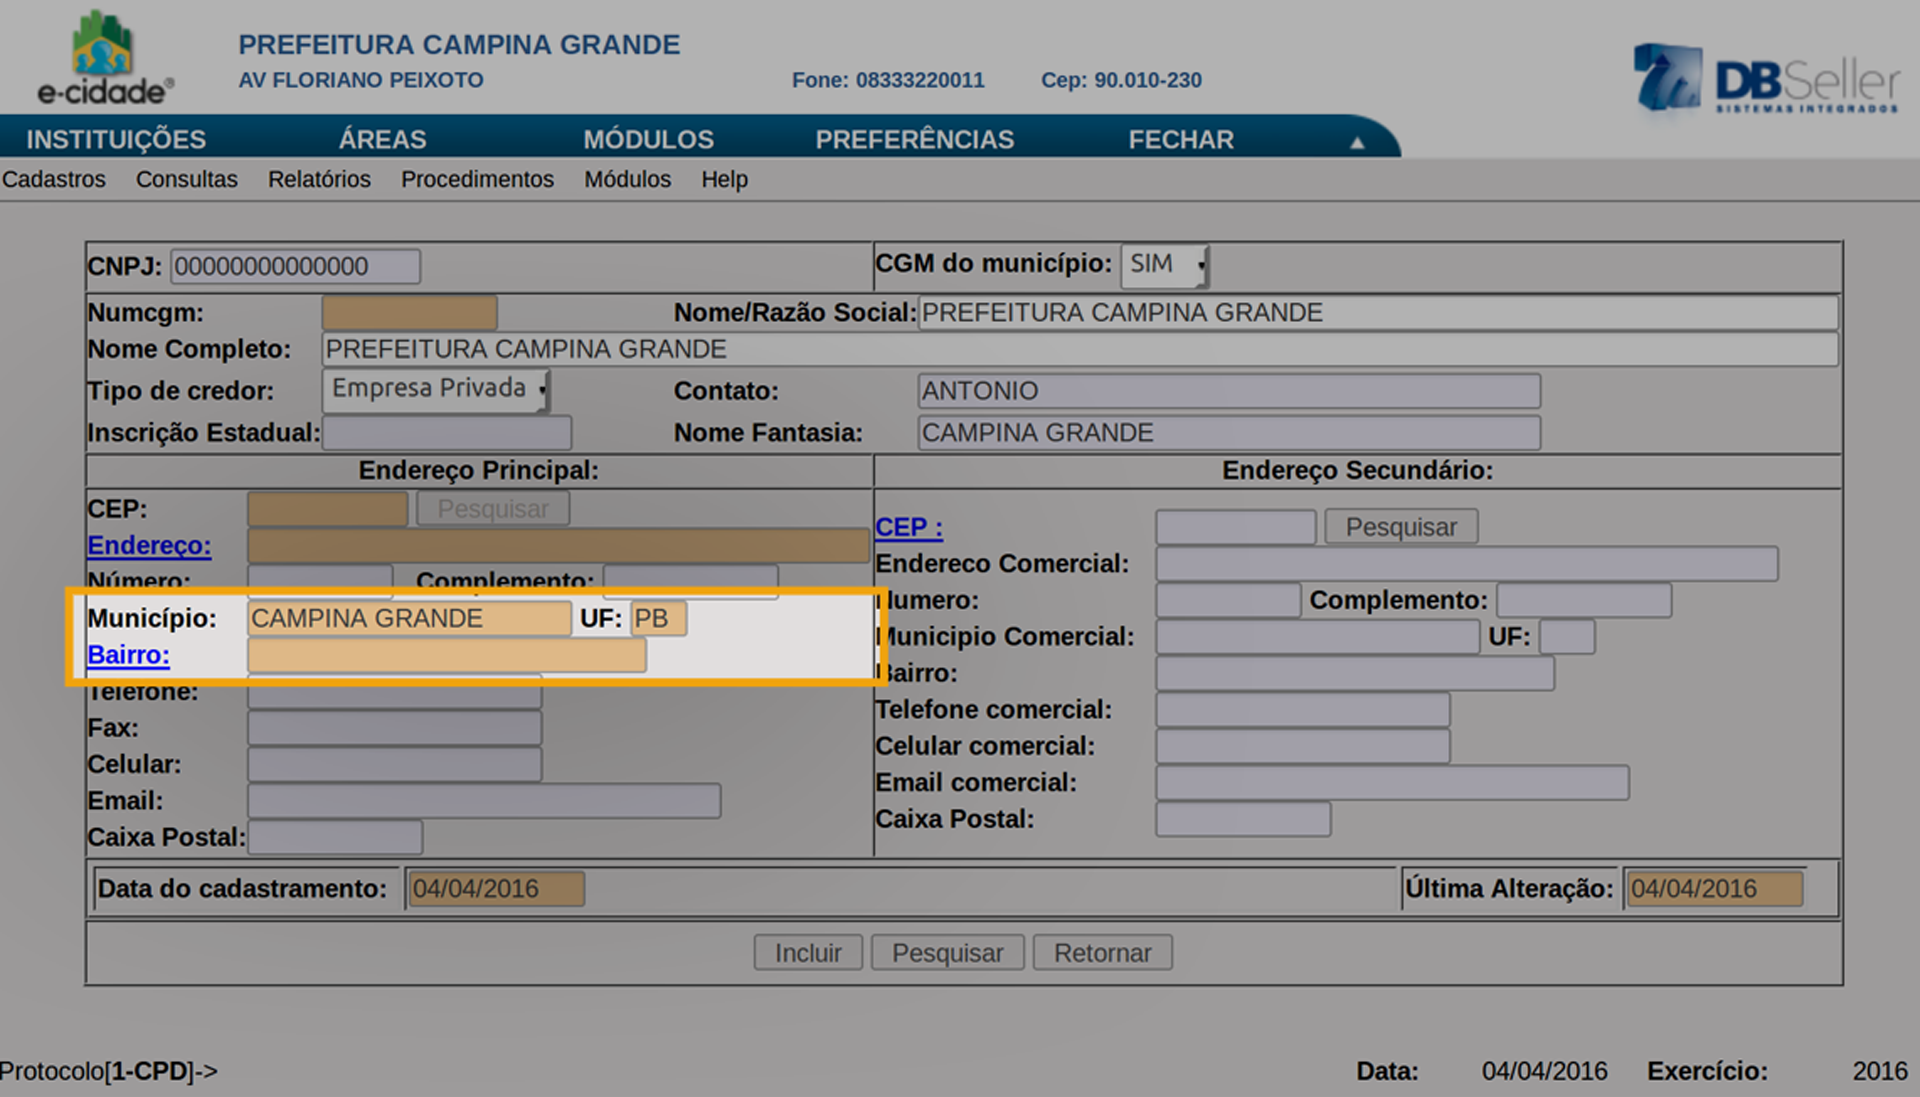 e-cidade®
PREFEITURA CAMPINA GRANDE
AV FLORIANO PEIXOTO Fone: 08333220011 Cep: 90.010-230
DBSeller
SISTEMAS INTEGRADOS
INSTITUIÇÕES ÁREAS MÓDULOS PREFERÊNCIAS FECHAR
Cadastros Consultas Relatórios Procedimentos Módulos Help
CNPJ: 00000000000000 CGM do município: SIM
Numcgm: Nome/Razão Social: PREFEITURA CAMPINA GRANDE
Nome Completo: PREFEITURA CAMPINA GRANDE
Tipo de credor: Empresa Privada Contato: ANTONIO
Inscrição Estadual: Nome Fantasia: CAMPINA GRANDE
Endereço Principal: Endereço Secundário:
CEP: Pesquisar
Endereço:
Número: Complemento:
Município: CAMPINA GRANDE UF: PB
Bairro:
Telefone:
Fax:
Celular:
Email:
Caixa Postal:
CEP : Pesquisar
Endereco Comercial:
Numero: Complemento:
Municipio Comercial: UF:
Bairro:
Telefone comercial:
Celular comercial:
Email comercial:
Caixa Postal:
Data do cadastramento: 04/04/2016 Última Alteração: 04/04/2016
Incluir Pesquisar Retornar
Protocolo[1-CPD]-> Data: 04/04/2016 Exercício: 2016